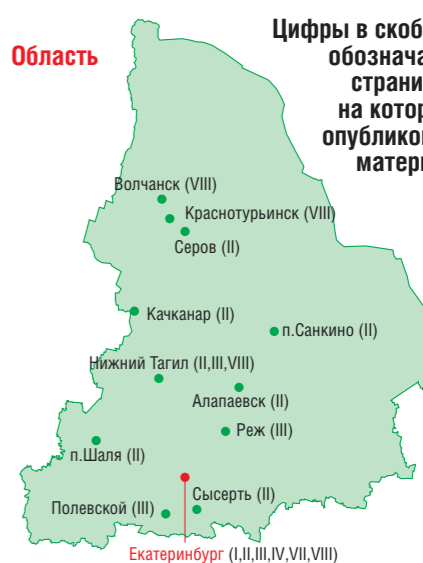 Область
Цифры в скоб
обознача
страни
на котор
опублико
матери
Волчанск (VIII)
Краснотурьинск (VIII)
Серов (II)
Качканар (II)
п.Санкино (II)
Нижний Тагил (II,III,VIII)
Алапаевск (II)
Реж (III)
п.Шаля (II)
Сысерть (II)
Полевской (III)
Екатеринбург (I,II,III,IV,VII,VIII)